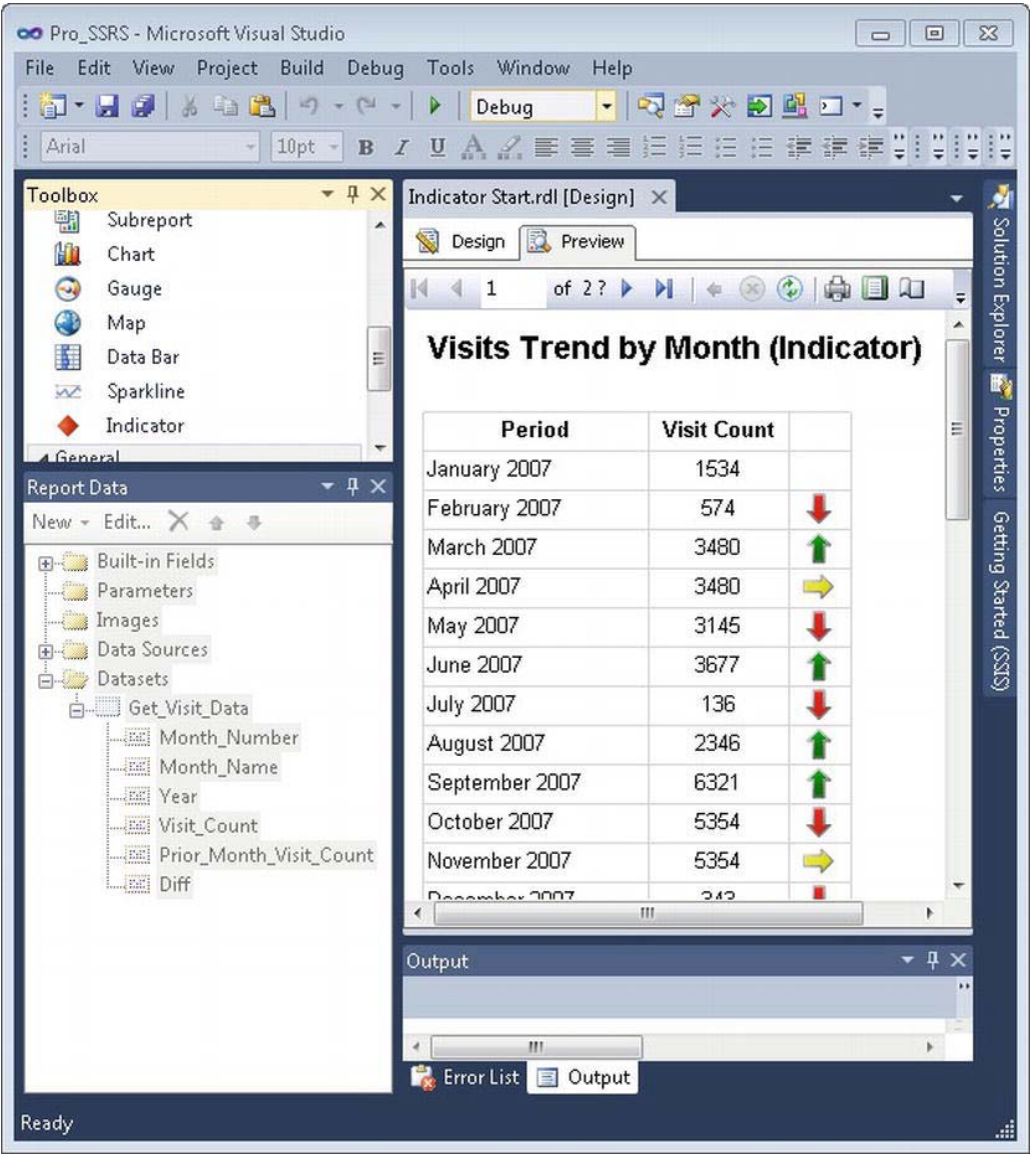 Pro_SSRS - Microsoft Visual Studio
File Edit View Project Build Debug Tools Window Help
Debug
Arial 10pt B I U A
Toolbox
Subreport
Chart
Gauge
Map
Data Bar
Sparkline
Indicator
General
Report Data
New Edit...
Built-in Fields
Parameters
Images
Data Sources
Datasets
Get_Visit_Data
Month_Number
Month_Name
Year
Visit_Count
Prior_Month_Visit_Count
Diff
Indicator Start.rdl [Design]
Design Preview
1 of 2 ?
Visits Trend by Month (Indicator)
Period Visit Count
January 2007 1534
February 2007 574
March 2007 3480
April 2007 3480
May 2007 3145
June 2007 3677
July 2007 136
August 2007 2346
September 2007 6321
October 2007 5354
November 2007 5354
December 2007 343
Output
Error List Output
Solution Explorer
Properties
Getting Started (SSIS)
Ready